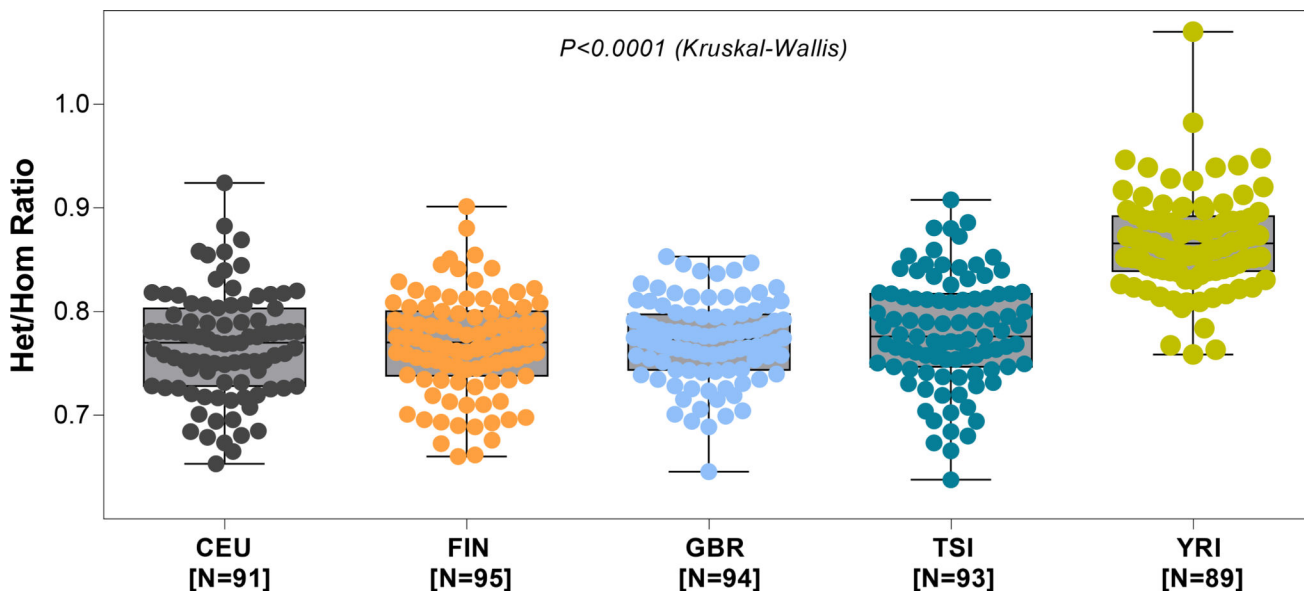 P<0.0001 (Kruskal-Wallis)
Het/Hom Ratio
1.0
0.9
0.8
0.7
CEU FIN GBR TSI YRI
[N=91] [N=95] [N=94] [N=93] [N=89]